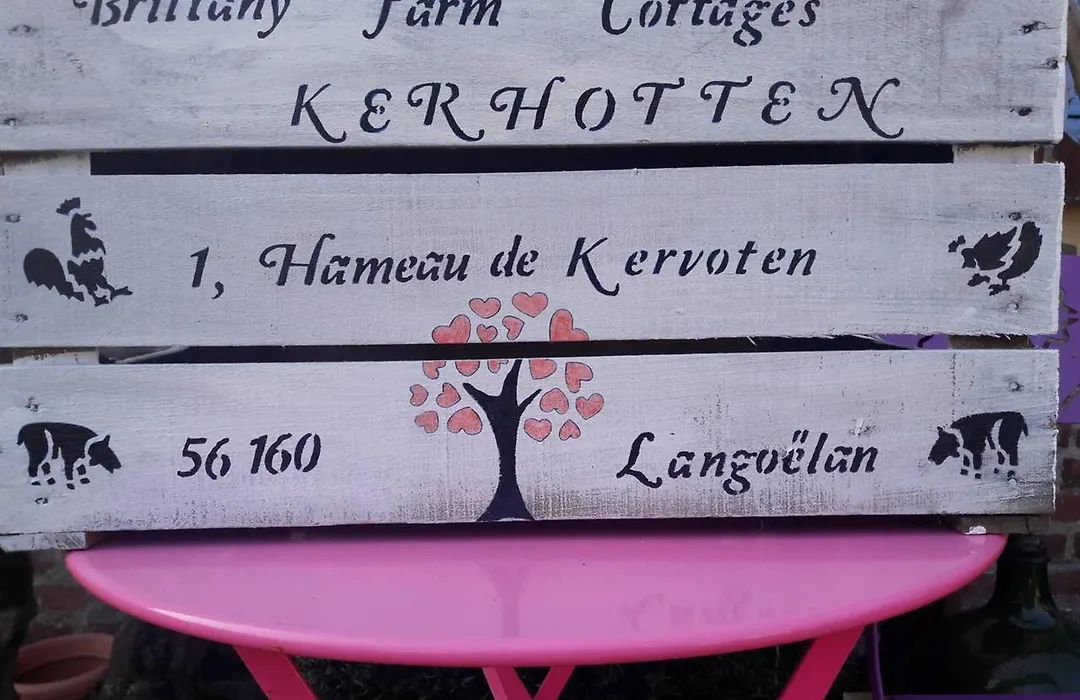 Brittany Farm Cottages
KERHOTTEN
1, Hameau de Kervoten
56 160 Langoëlan